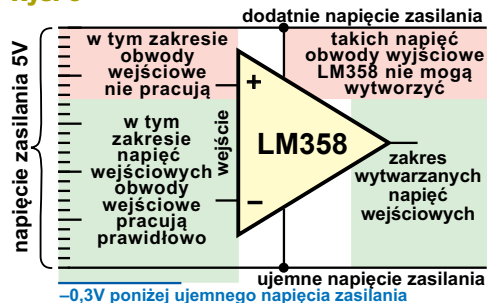 dodatnie napięcie zasilania
napięcie zasilania 5V
w tym zakresie
obwody
wejściowe
nie pracują
takich napięć
obwody wyjściowe
LM358 nie mogą
wytworzyć
w tym
zakresie
napięć
wejściowych
obwody
wejściowe
pracują
prawidłowo
wejście
+
−
LM358
zakres
wytwarzanych
napięć
wejściowych
ujemne napięcie zasilania
–0,3V poniżej ujemnego napięcia zasilania